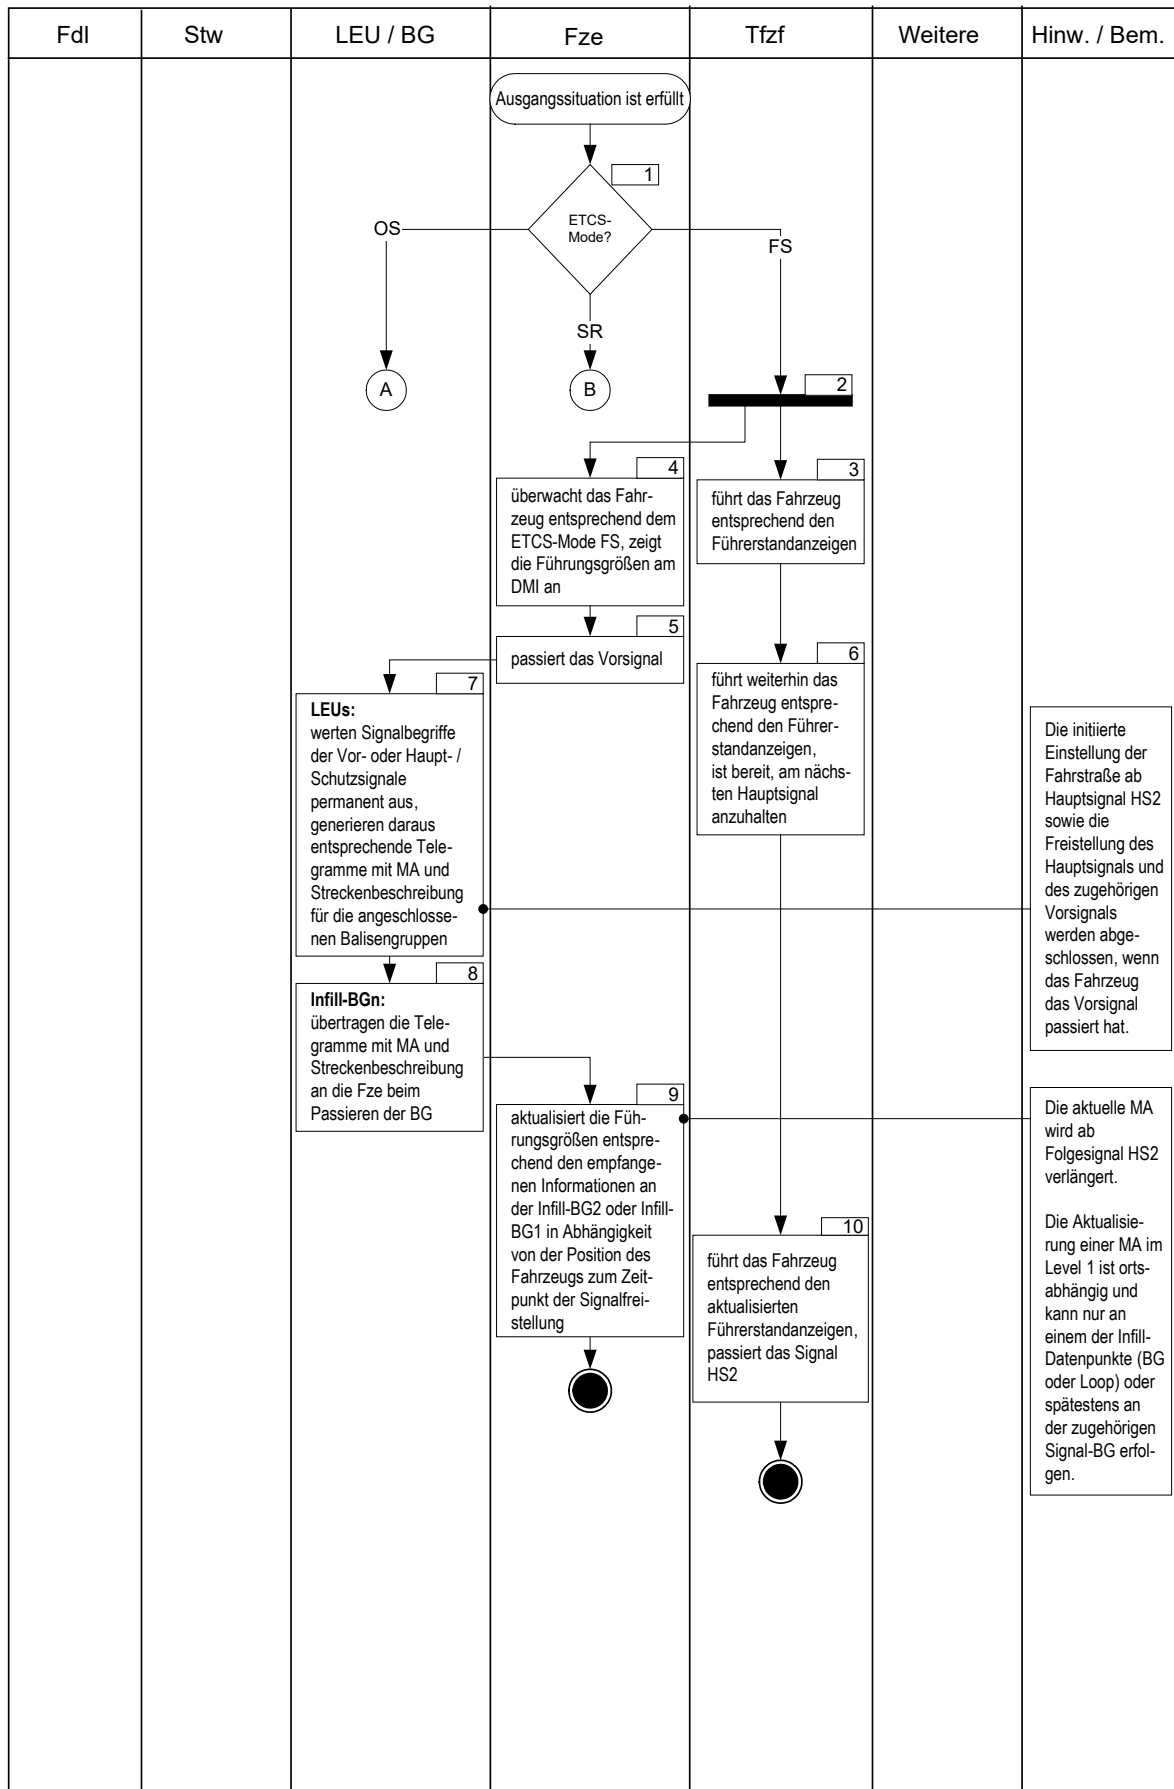 Fdl
Stw
LEU / BG
Fze
Tfzf
Weitere
Hinw. / Bem.
Ausgangssituation ist erfüllt
1
ETCS-
Mode?
OS
FS
SR
A
B
2
4
überwacht das Fahr-
zeug entsprechend dem
ETCS-Mode FS, zeigt
die Führungsgrößen am
DMI an
3
führt das Fahrzeug
entsprechend den
Führerstandanzeigen
5
passiert das Vorsignal
6
führt weiterhin das
Fahrzeug entspre-
chend den Führer-
standanzeigen,
ist bereit, am nächs-
ten Hauptsignal
anzuhalten
7
LEUs:
werten Signalbegriffe
der Vor- oder Haupt- /
Schutzsignale
permanent aus,
generieren daraus
entsprechende Tele-
gramme mit MA und
Streckenbeschreibung
für die angeschlosse-
nen Balisengruppen
Die initiierte
Einstellung der
Fahrstraße ab
Hauptsignal HS2
sowie die
Freistellung des
Hauptsignals und
des zugehörigen
Vorsignals
werden abge-
schlossen, wenn
das Fahrzeug
das Vorsignal
passiert hat.
8
Infill-BGn:
übertragen die Tele-
gramme mit MA und
Streckenbeschreibung
an die Fze beim
Passieren der BG
9
aktualisiert die Füh-
rungsgrößen entspre-
chend den empfange-
nen Informationen an
der Infill-BG2 oder Infill-
BG1 in Abhängigkeit
von der Position des
Fahrzeugs zum Zeit-
punkt der Signalfrei-
stellung
Die aktuelle MA
wird ab
Folgesignal HS2
verlängert.
Die Aktualisie-
rung einer MA im
Level 1 ist orts-
abhängig und
kann nur an
einem der Infill-
Datenpunkte (BG
oder Loop) oder
spätestens an
der zugehörigen
Signal-BG erfol-
gen.
10
führt das Fahrzeug
entsprechend den
aktualisierten
Führerstandanzeigen,
passiert das Signal
HS2